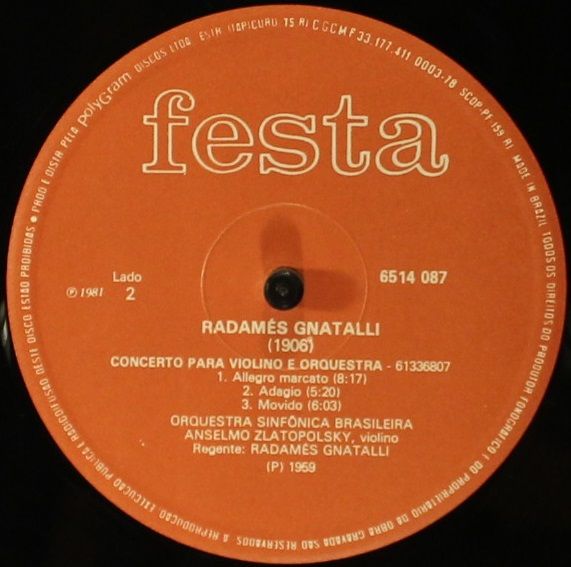 festa
℗ 1981
Lado
2
6514 087
RADAMÉS GNATALLI
(1906)
CONCERTO PARA VIOLINO E ORQUESTRA - 61336807
1. Allegro marcato (8:17)
2. Adagio (5:20)
3. Movido (6:03)
ORQUESTRA SINFÔNICA BRASILEIRA
ANSELMO ZLATOPOLSKY, violino
Regente: RADAMÉS GNATALLI
(P) 1959
PROD E DISTR PELA polyGram DISCOS LTDA ESTR ITAPICURU 75 RJ CGCMF 33.177.411 0003-78 SCDP-PF-159 RJ MADE IN BRAZIL TODOS OS DIREITOS DO PRODUTOR FONOGRÁFICO E DO PROPRIETÁRIO DA OBRA GRAVADA SÃO RESERVADOS. A REPRODUÇÃO, EXECUÇÃO PÚBLICA E RADIODIFUSÃO DESTE DISCO ESTÃO PROIBIDAS •